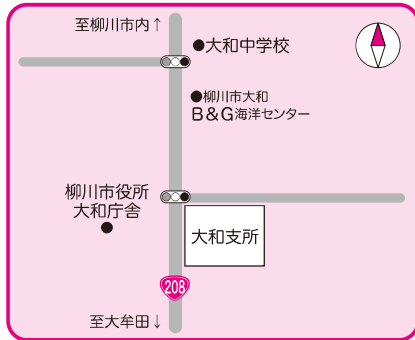 至柳川市内↑
●大和中学校
●柳川市大和
B&G海洋センター
柳川市役所
大和庁舎
●
大和支所
208
至大牟田↓